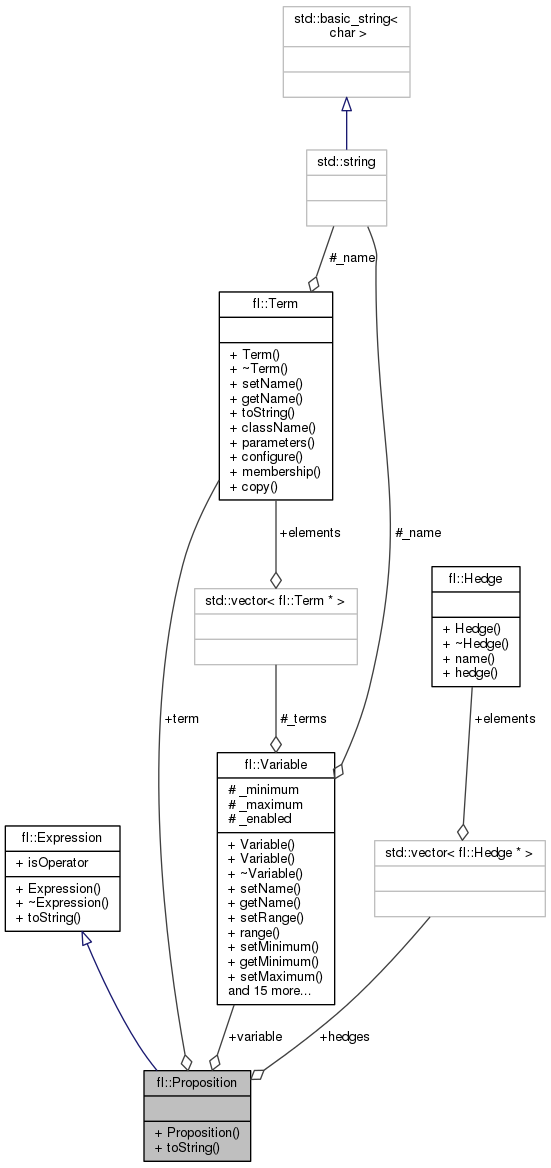 std::basic_string<
char >
std::string
#_name
fl::Term
+ Term()
+ ~Term()
+ setName()
+ getName()
+ toString()
+ className()
+ parameters()
+ configure()
+ membership()
+ copy()
+elements
#_name
fl::Hedge
+ Hedge()
+ ~Hedge()
+ name()
+ hedge()
std::vector< fl::Term * >
+term
#_terms
+elements
fl::Variable
# _minimum
# _maximum
# _enabled
+ Variable()
+ Variable()
+ ~Variable()
+ setName()
+ getName()
+ setRange()
+ range()
+ setMinimum()
+ getMinimum()
+ setMaximum()
and 15 more...
fl::Expression
+ isOperator
+ Expression()
+ ~Expression()
+ toString()
std::vector< fl::Hedge * >
+variable
+hedges
fl::Proposition
+ Proposition()
+ toString()